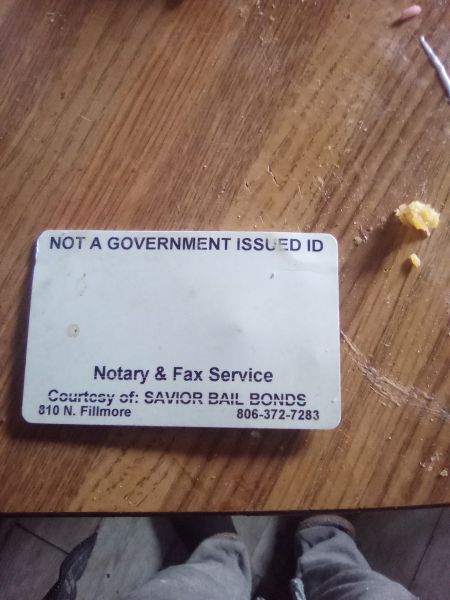 NOT A GOVERNMENT ISSUED ID
Notary & Fax Service
Courtesy of: SAVIOR BAIL BONDS
810 N. Fillmore 806-372-7283